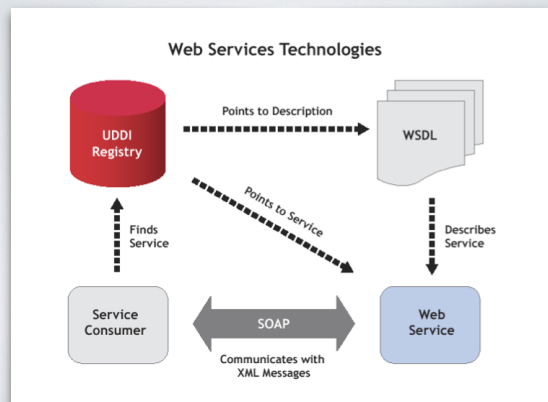 Web Services Technologies
UDDI
Registry
Points to Description
WSDL
Points to Service
Finds
Service
Describes
Service
Service
Consumer
SOAP
Web
Service
Communicates with
XML Messages